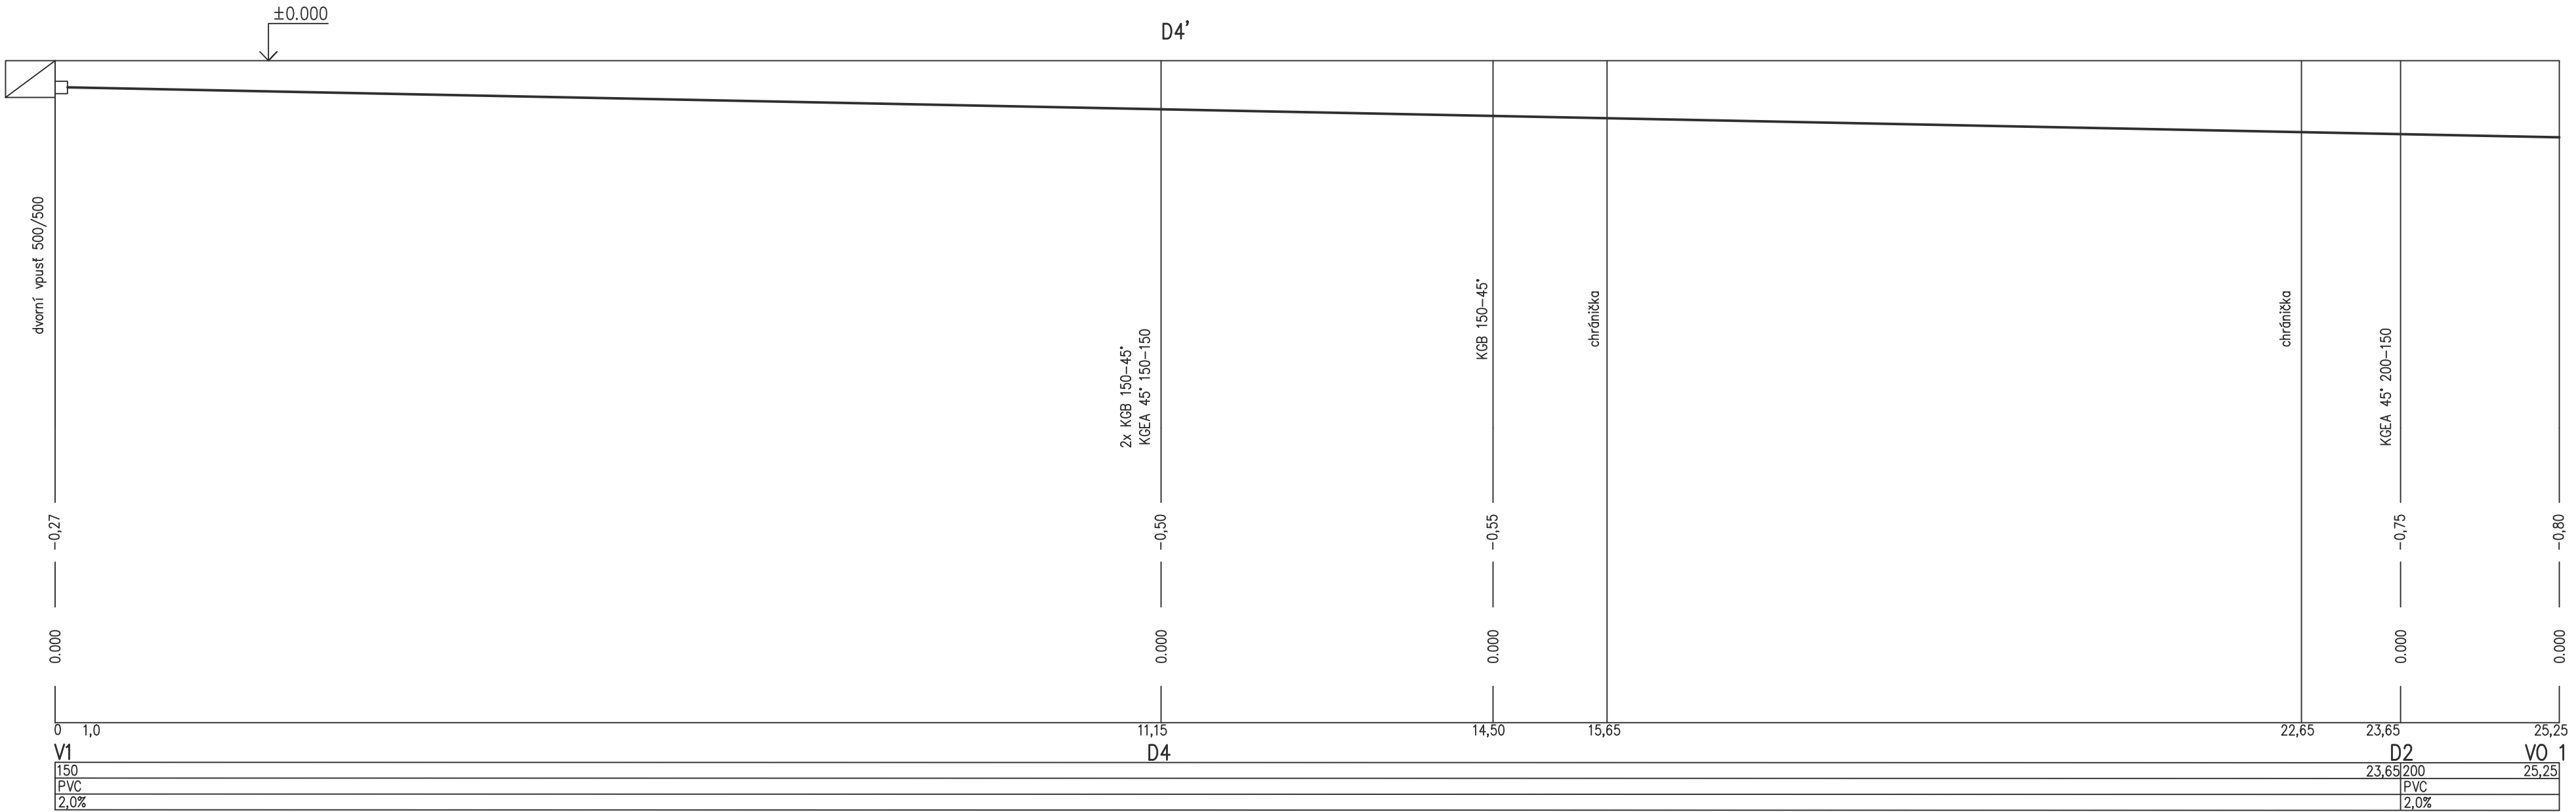 ±0.000
D4'
dvorní vpusť 500/500
2x KGB 150-45°
KGEA 45° 150-150
KGB 150-45°
chránička
chránička
KGEA 45° 200-150
-0,27
-0,50
-0,55
-0,75
-0,80
0.000
0.000
0.000
0.000
0.000
0 1,0 11,15 14,50 15,65 22,65 23,65 25,25
V1 D4 D2 VO 1
150 23,65 200 25,25
PVC PVC
2,0% 2,0%